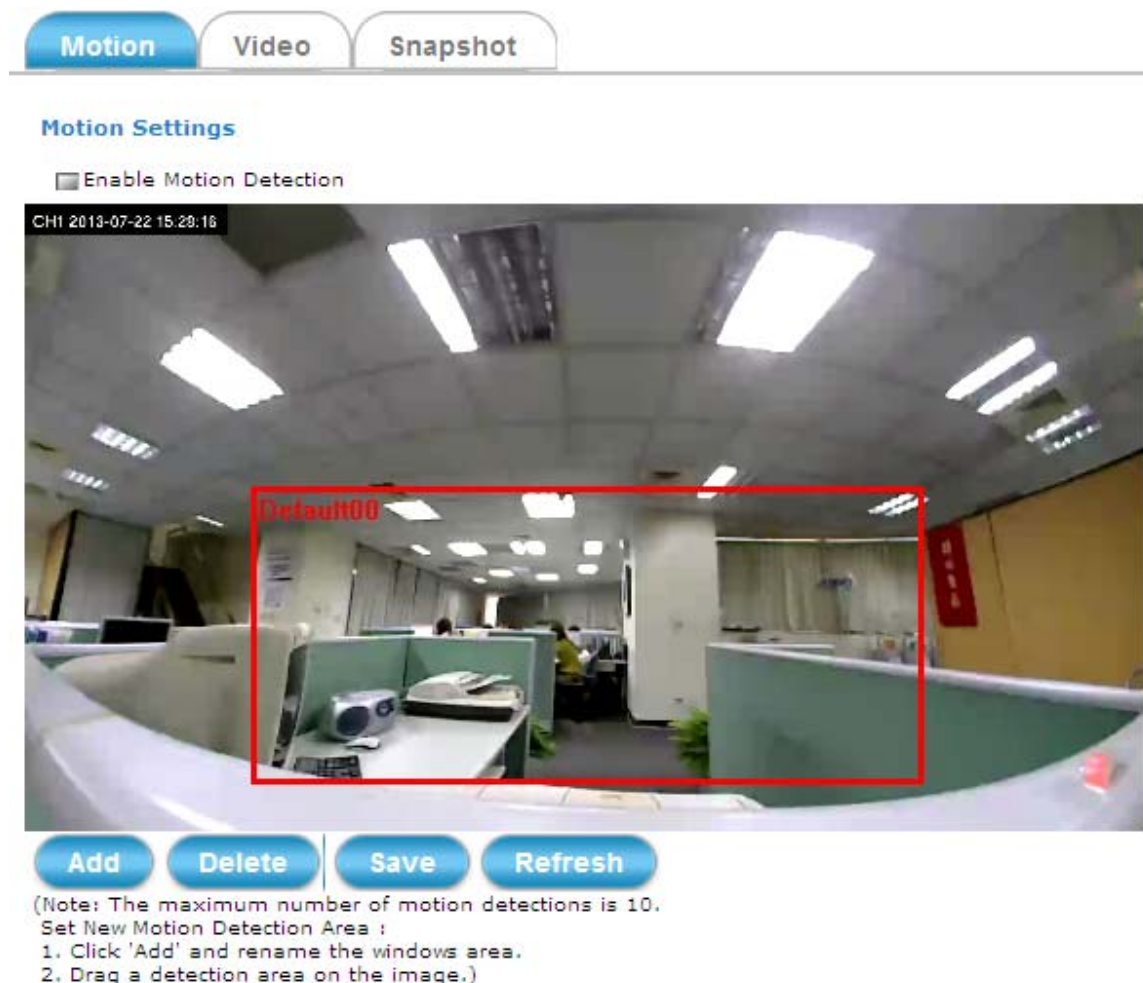 Motion Video Snapshot
Motion Settings
Enable Motion Detection
CH1 2013-07-22 15:28:16
Default00
Add Delete Save Refresh
(Note: The maximum number of motion detections is 10.
Set New Motion Detection Area :
1. Click 'Add' and rename the windows area.
2. Drag a detection area on the image.)